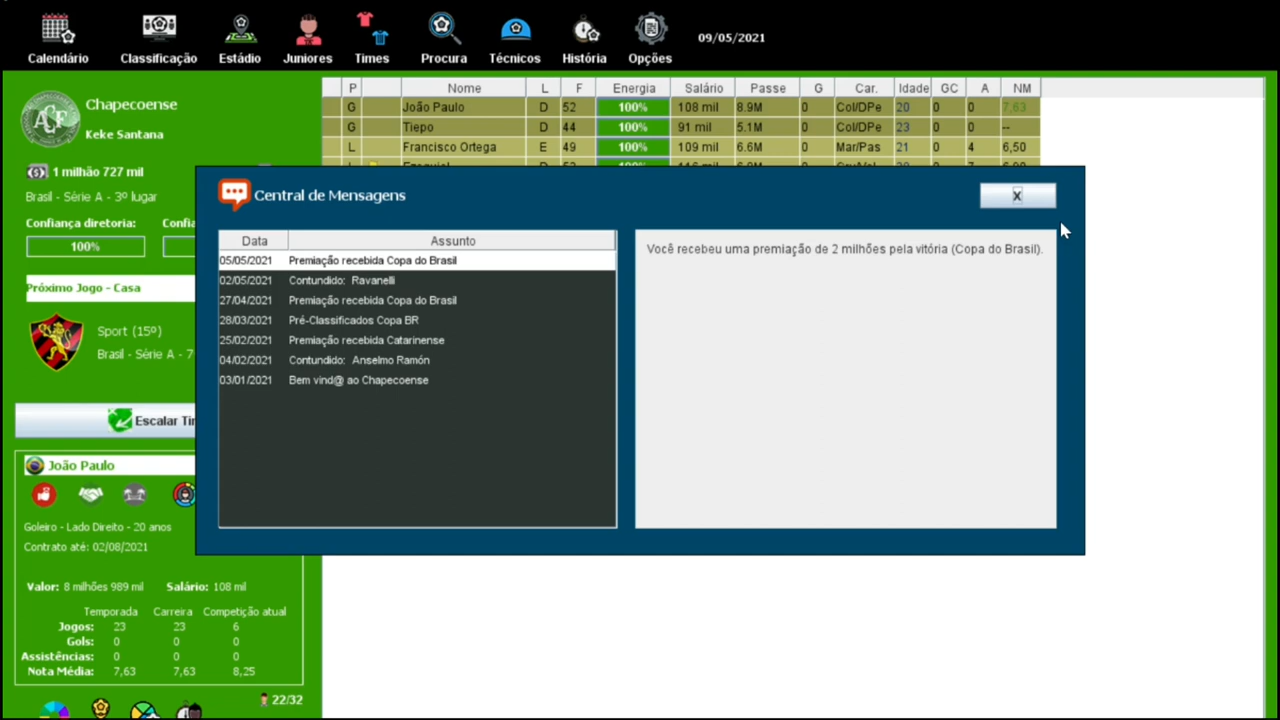 Calendário Classificação Estádio Juniores Times Procura Técnicos História Opções 09/05/2021
Chapecoense
Keke Santana
1 milhão 727 mil
Brasil - Série A - 3º lugar
Confiança diretoria: Confia
100%
Próximo Jogo - Casa
Sport (15º)
Brasil - Série A - 7
Escalar Tir
João Paulo
Goleiro - Lado Direito - 20 anos
Contrato até: 02/08/2021
Valor: 8 milhões 989 mil Salário: 108 mil
Temporada Carreira Competição atual
Jogos: 23 23 6
Gols: 0 0 0
Assistências: 0 0 0
Nota Média: 7,63 7,63 8,25
22/32
P Nome L F Energia Salário Passe G Car. Idade GC A NM
G João Paulo D 52 100% 108 mil 8.9M 0 Col/DPe 20 0 0 7,63
G Tiepo D 44 100% 91 mil 5.1M 0 Col/DPe 23 0 0 --
L Francisco Ortega E 49 100% 109 mil 6.6M 0 Mar/Pas 21 0 4 6,50
Central de Mensagens
X
Data Assunto
05/05/2021 Premiação recebida Copa do Brasil
02/05/2021 Contundido: Ravanelli
27/04/2021 Premiação recebida Copa do Brasil
28/03/2021 Pré-Classificados Copa BR
25/02/2021 Premiação recebida Catarinense
04/02/2021 Contundido: Anselmo Ramón
03/01/2021 Bem vind@ ao Chapecoense
Você recebeu uma premiação de 2 milhões pela vitória (Copa do Brasil).